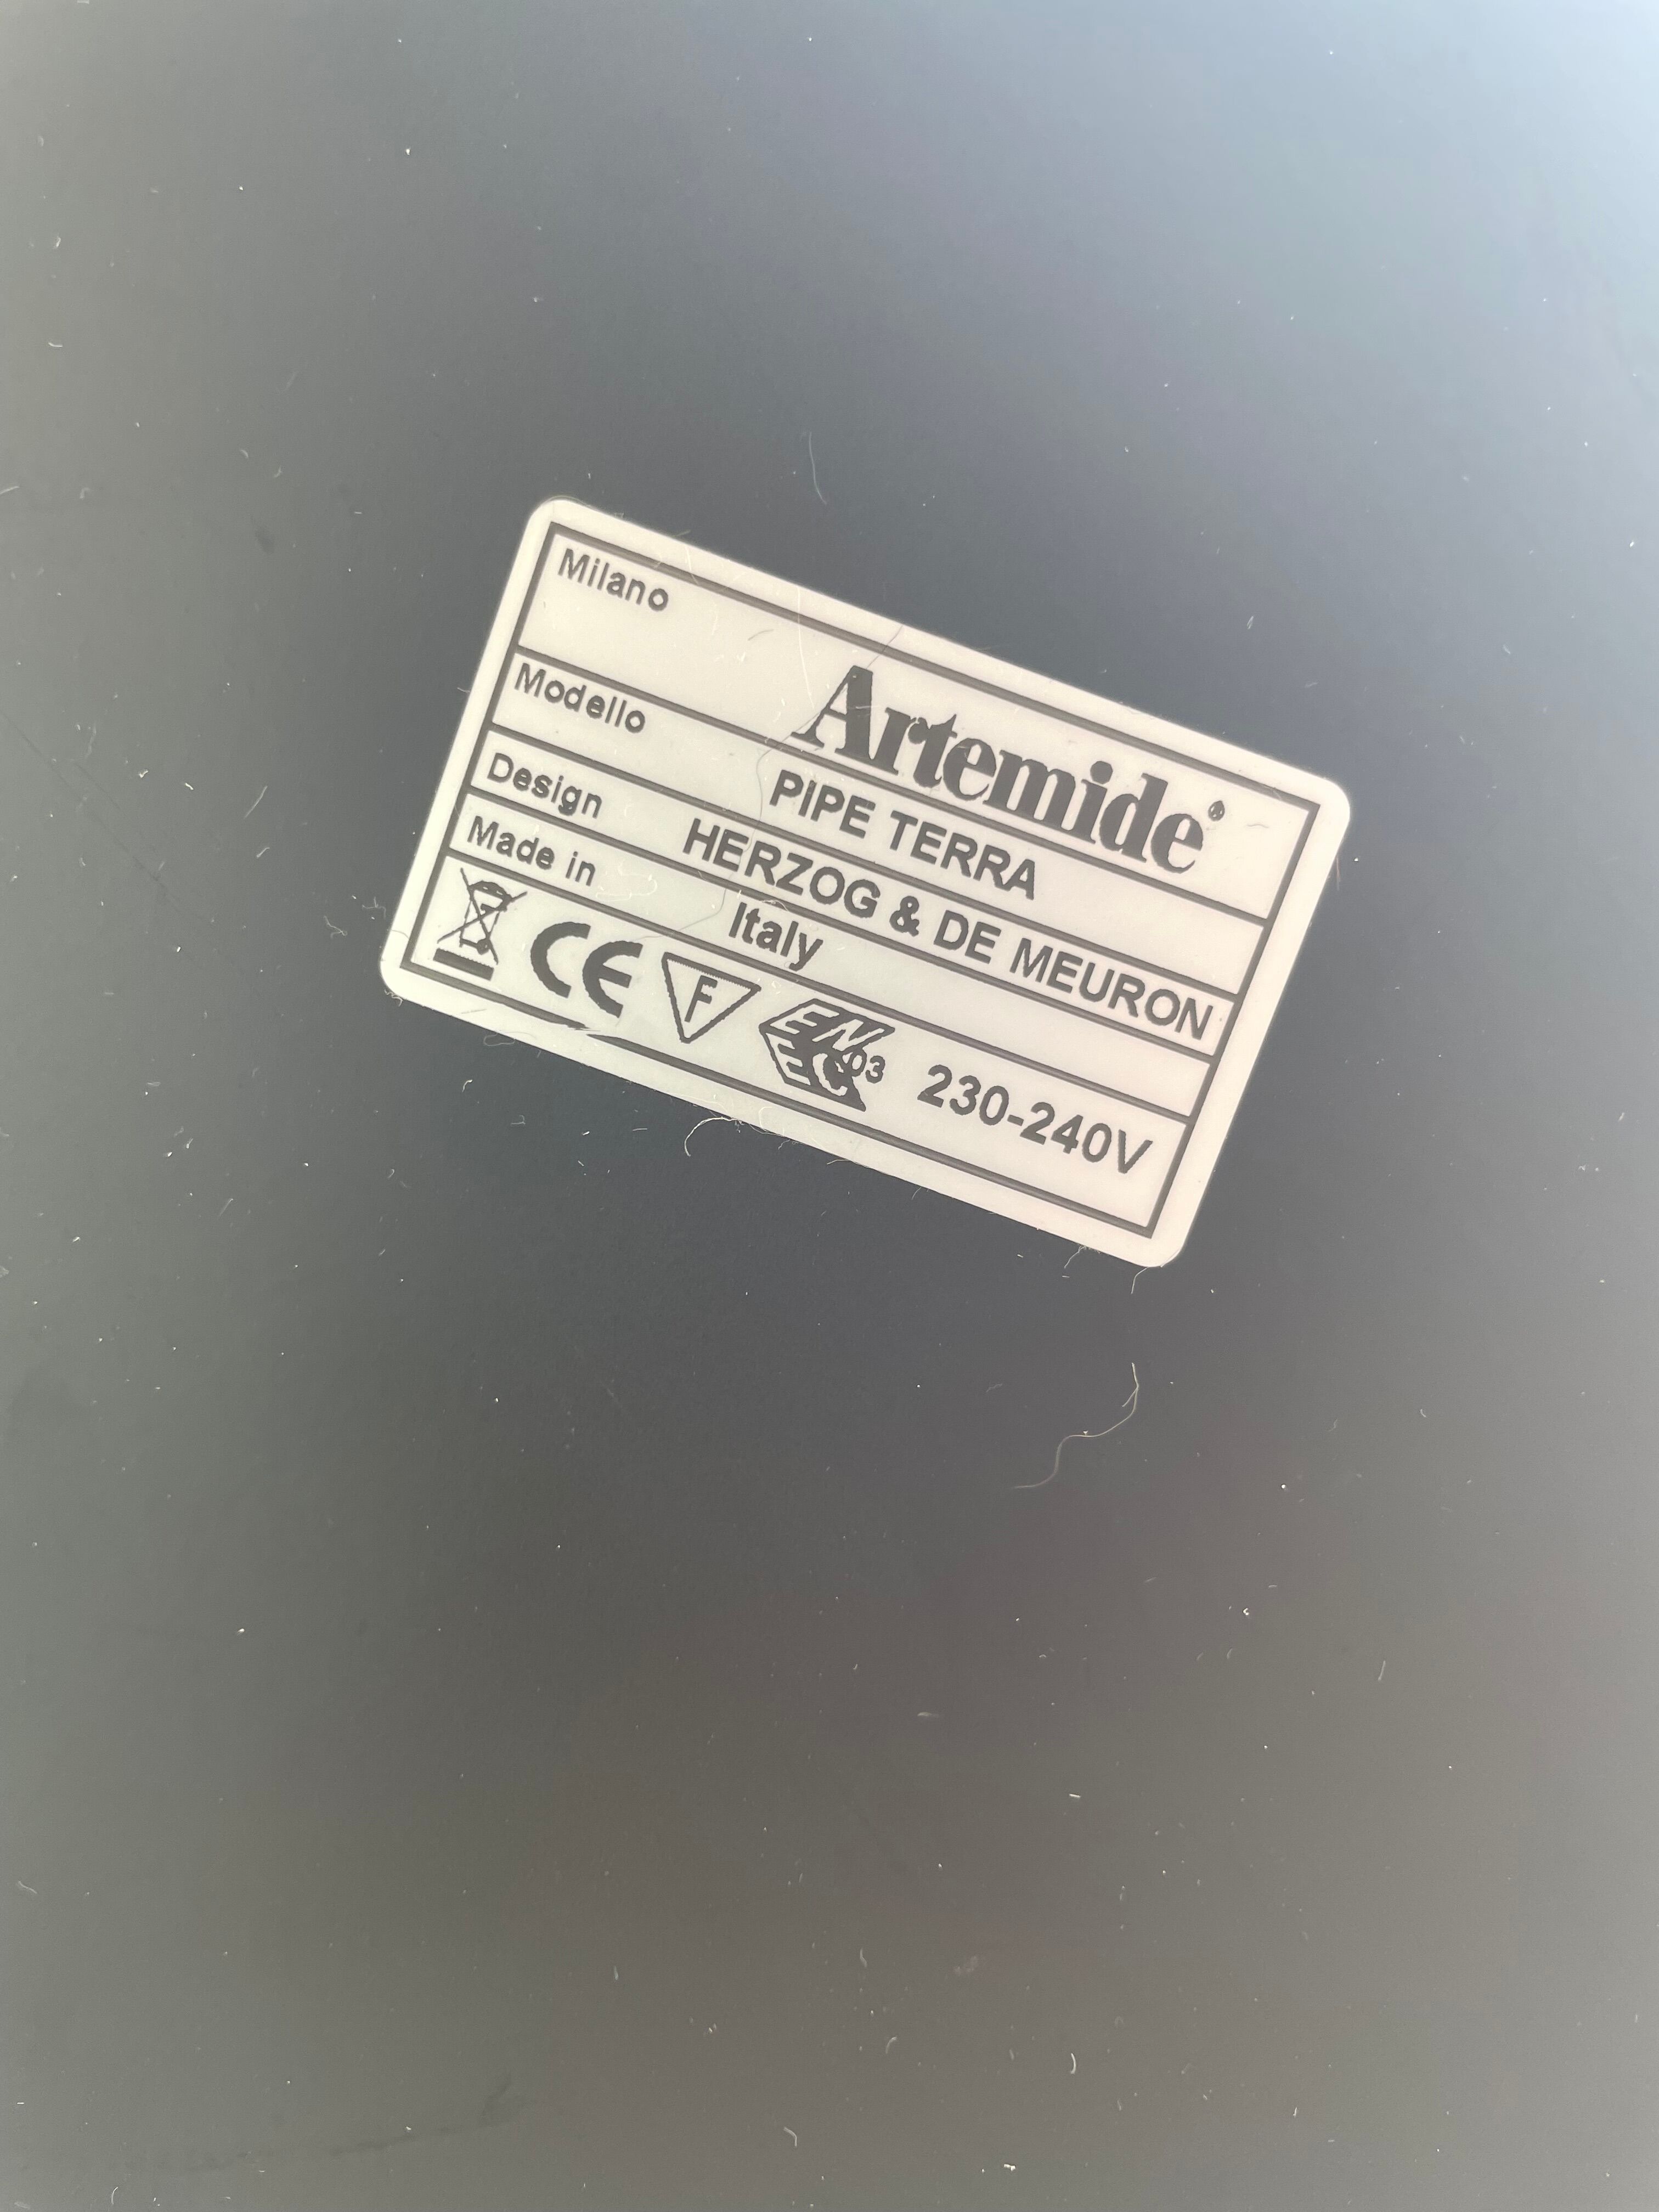 Milano Artemide
Modello PIPE TERRA
Design HERZOG & DE MEURON
Made in Italy
CE F ENEC 03 230-240V